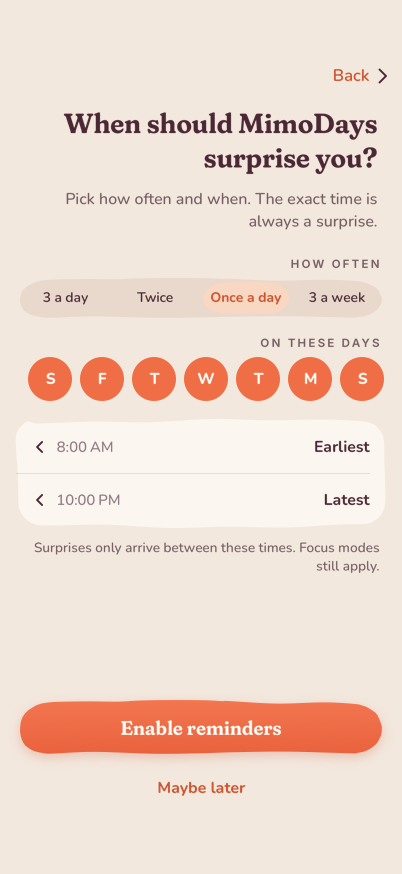 Back
When should MimoDays
surprise you?
Pick how often and when. The exact time is
always a surprise.
HOW OFTEN
3 a day Twice Once a day 3 a week
ON THESE DAYS
S F T W T M S
8:00 AM Earliest
10:00 PM Latest
Surprises only arrive between these times. Focus modes
still apply.
Enable reminders
Maybe later